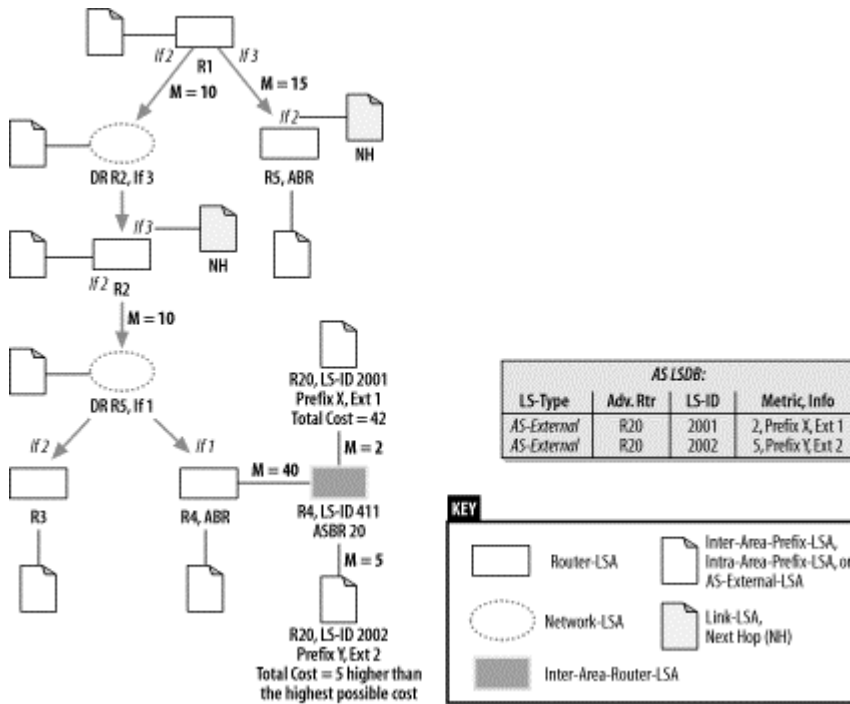 If 2
If 3
R1
M = 10
M = 15
If 2
NH
DR R2, If 3
R5, ABR
If 3
NH
If 2
R2
M = 10
R20, LS-ID 2001
Prefix X, Ext 1
Total Cost = 42
DR R5, If 1
M = 2
If 2
If 1
M = 40
R3
R4, ABR
R4, LS-ID 411
ASBR 20
M = 5
R20, LS-ID 2002
Prefix Y, Ext 2
Total Cost = 5 higher than
the highest possible cost
AS LSDB:
LS-Type Adv. Rtr LS-ID Metric, Info
AS-External R20 2001 2, Prefix X, Ext 1
AS-External R20 2002 5, Prefix Y, Ext 2
KEY
Router-LSA
Inter-Area-Prefix-LSA,
Intra-Area-Prefix-LSA, or
AS-External-LSA
Network-LSA
Link-LSA,
Next Hop (NH)
Inter-Area-Router-LSA